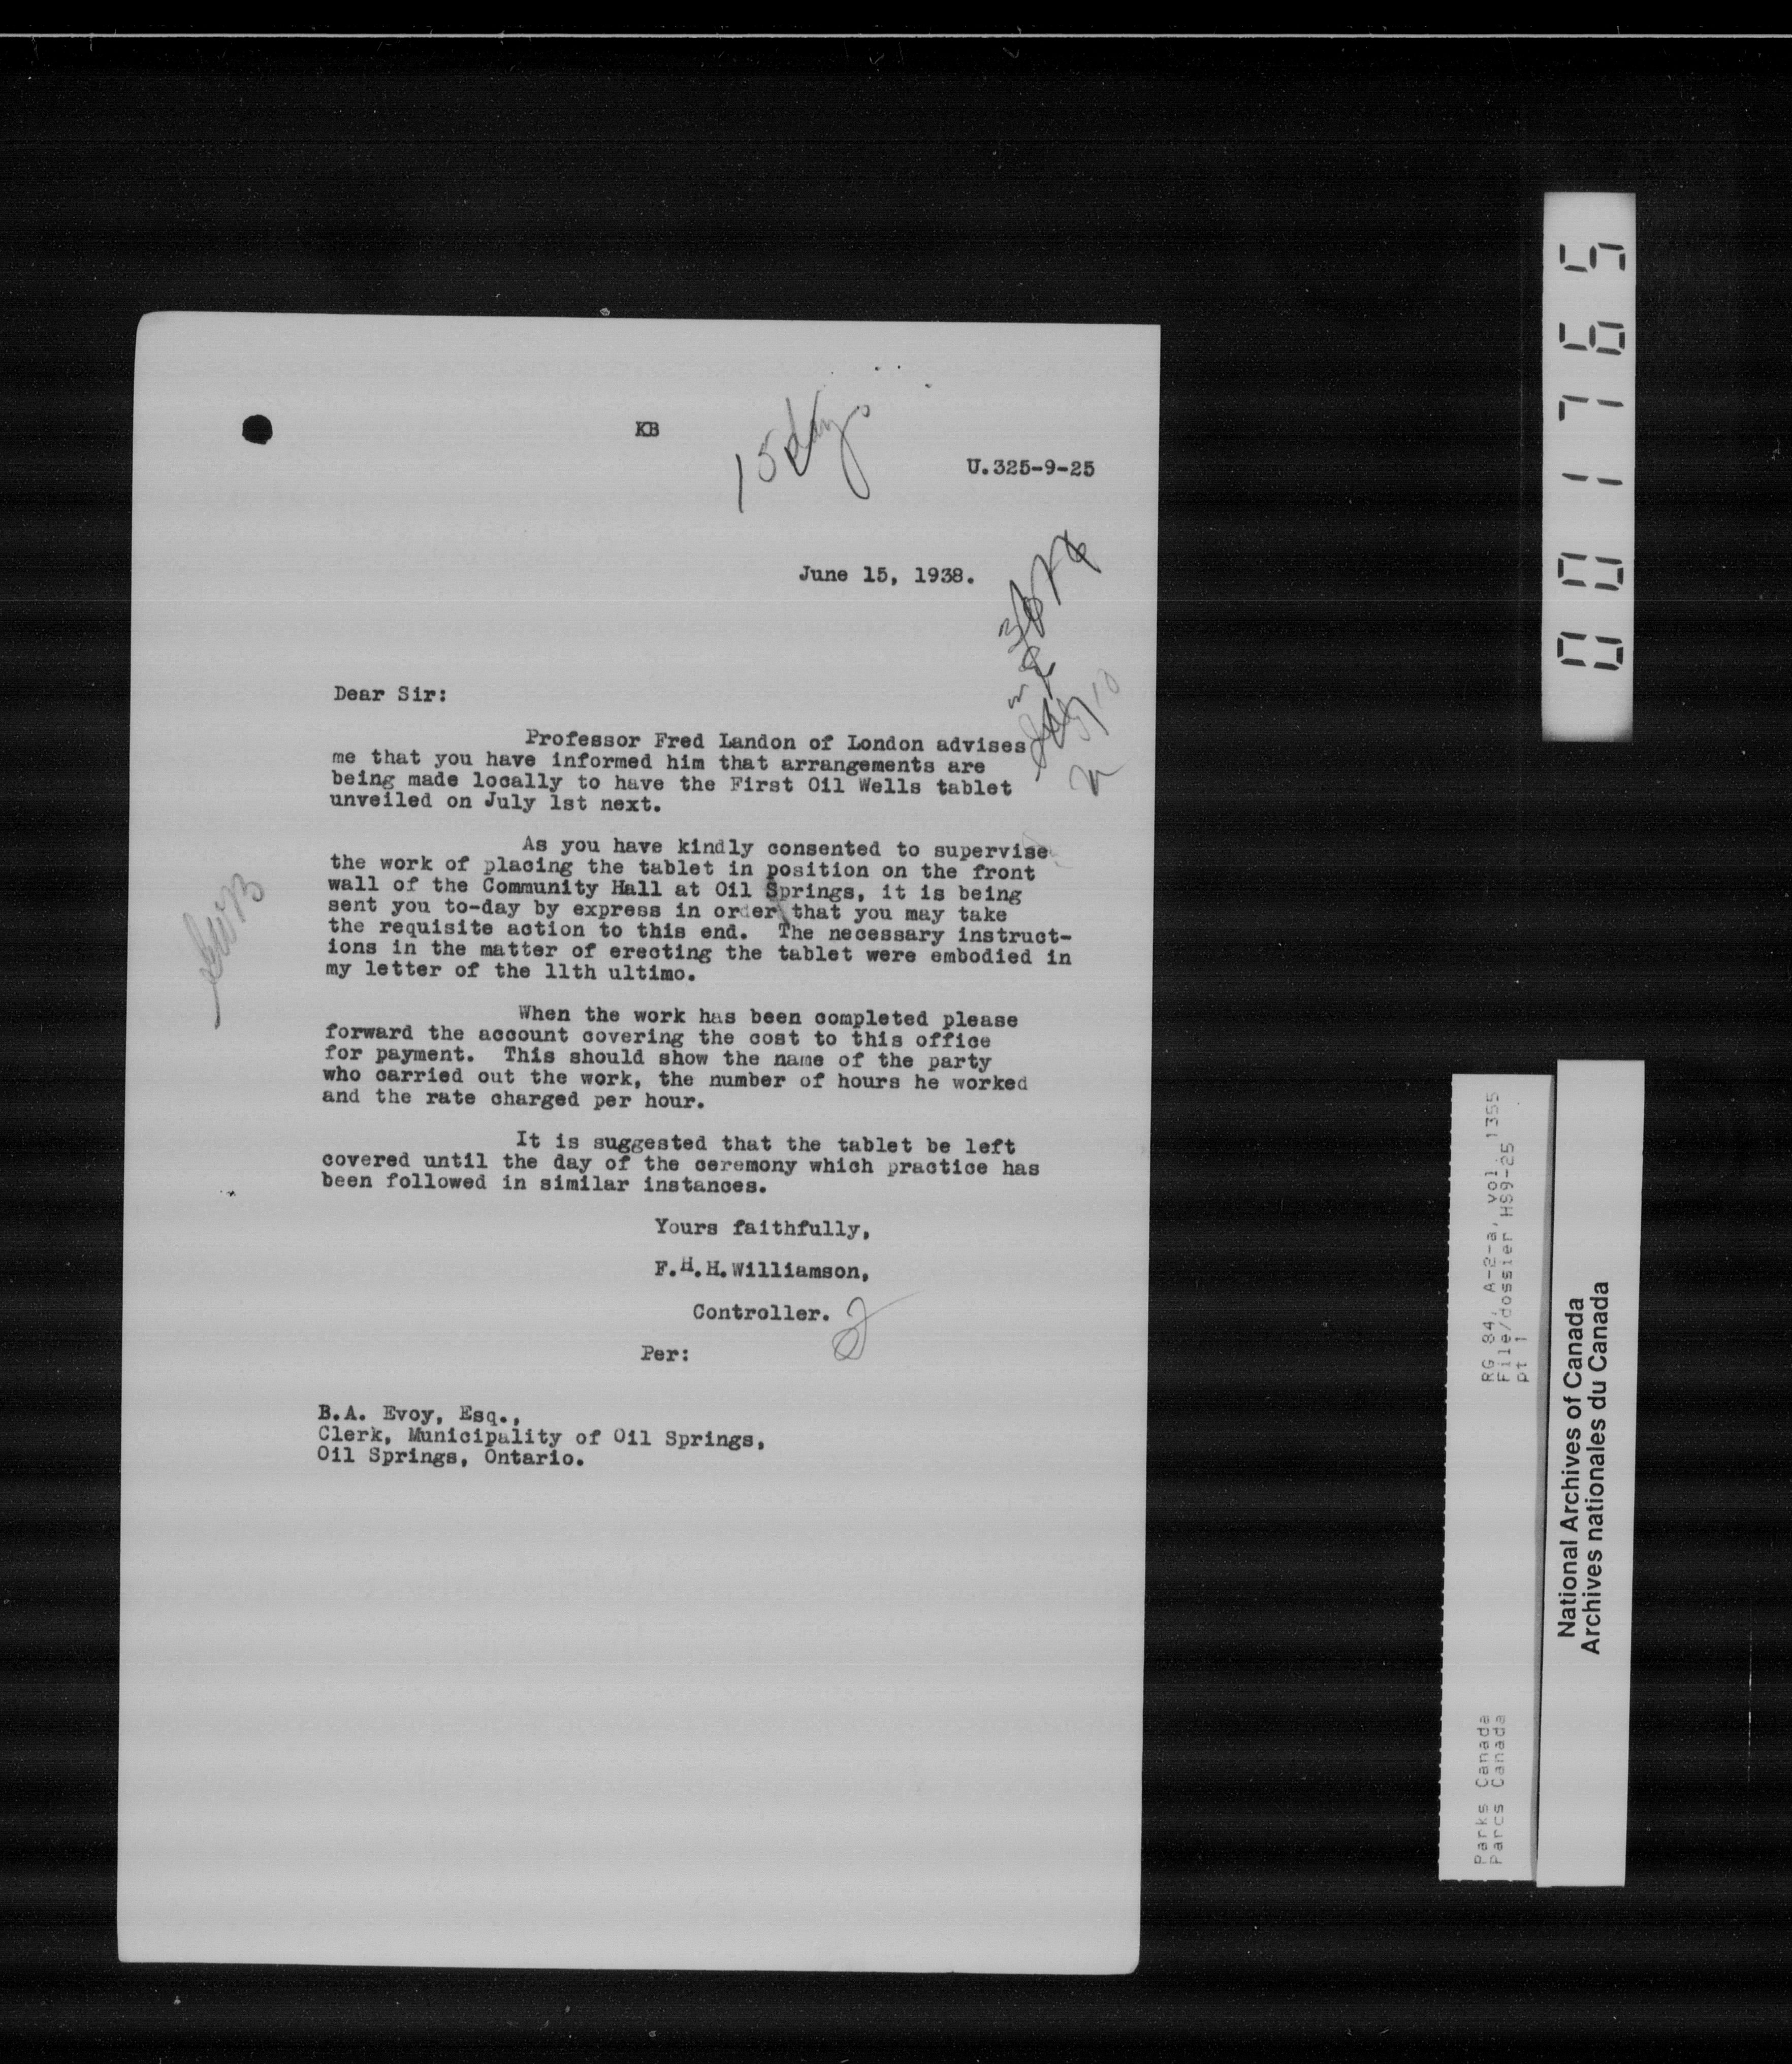 KB
15 days
U.325-9-25
June 15, 1938.
Dear Sir:
Professor Fred Landon of London advises
me that you have informed him that arrangements are
being made locally to have the First Oil Wells tablet
unveiled on July 1st next.
As you have kindly consented to supervise
the work of placing the tablet in position on the front
wall of the Community Hall at Oil Springs, it is being
sent you to-day by express in order that you may take
the requisite action to this end. The necessary instruct-
ions in the matter of erecting the tablet were embodied in
my letter of the 11th ultimo.
When the work has been completed please
forward the account covering the cost to this office
for payment. This should show the name of the party
who carried out the work, the number of hours he worked
and the rate charged per hour.
It is suggested that the tablet be left
covered until the day of the ceremony which practice has
been followed in similar instances.
Yours faithfully,
F.H.H.Williamson,
Controller.
Per:
B.A. Evoy, Esq.,
Clerk, Municipality of Oil Springs,
Oil Springs, Ontario.
001765
RG 84, A-2-a, vol. 1355
File/dossier HS9-25
pt 1
Parks Canada
Parcs Canada
National Archives of Canada
Archives nationales du Canada